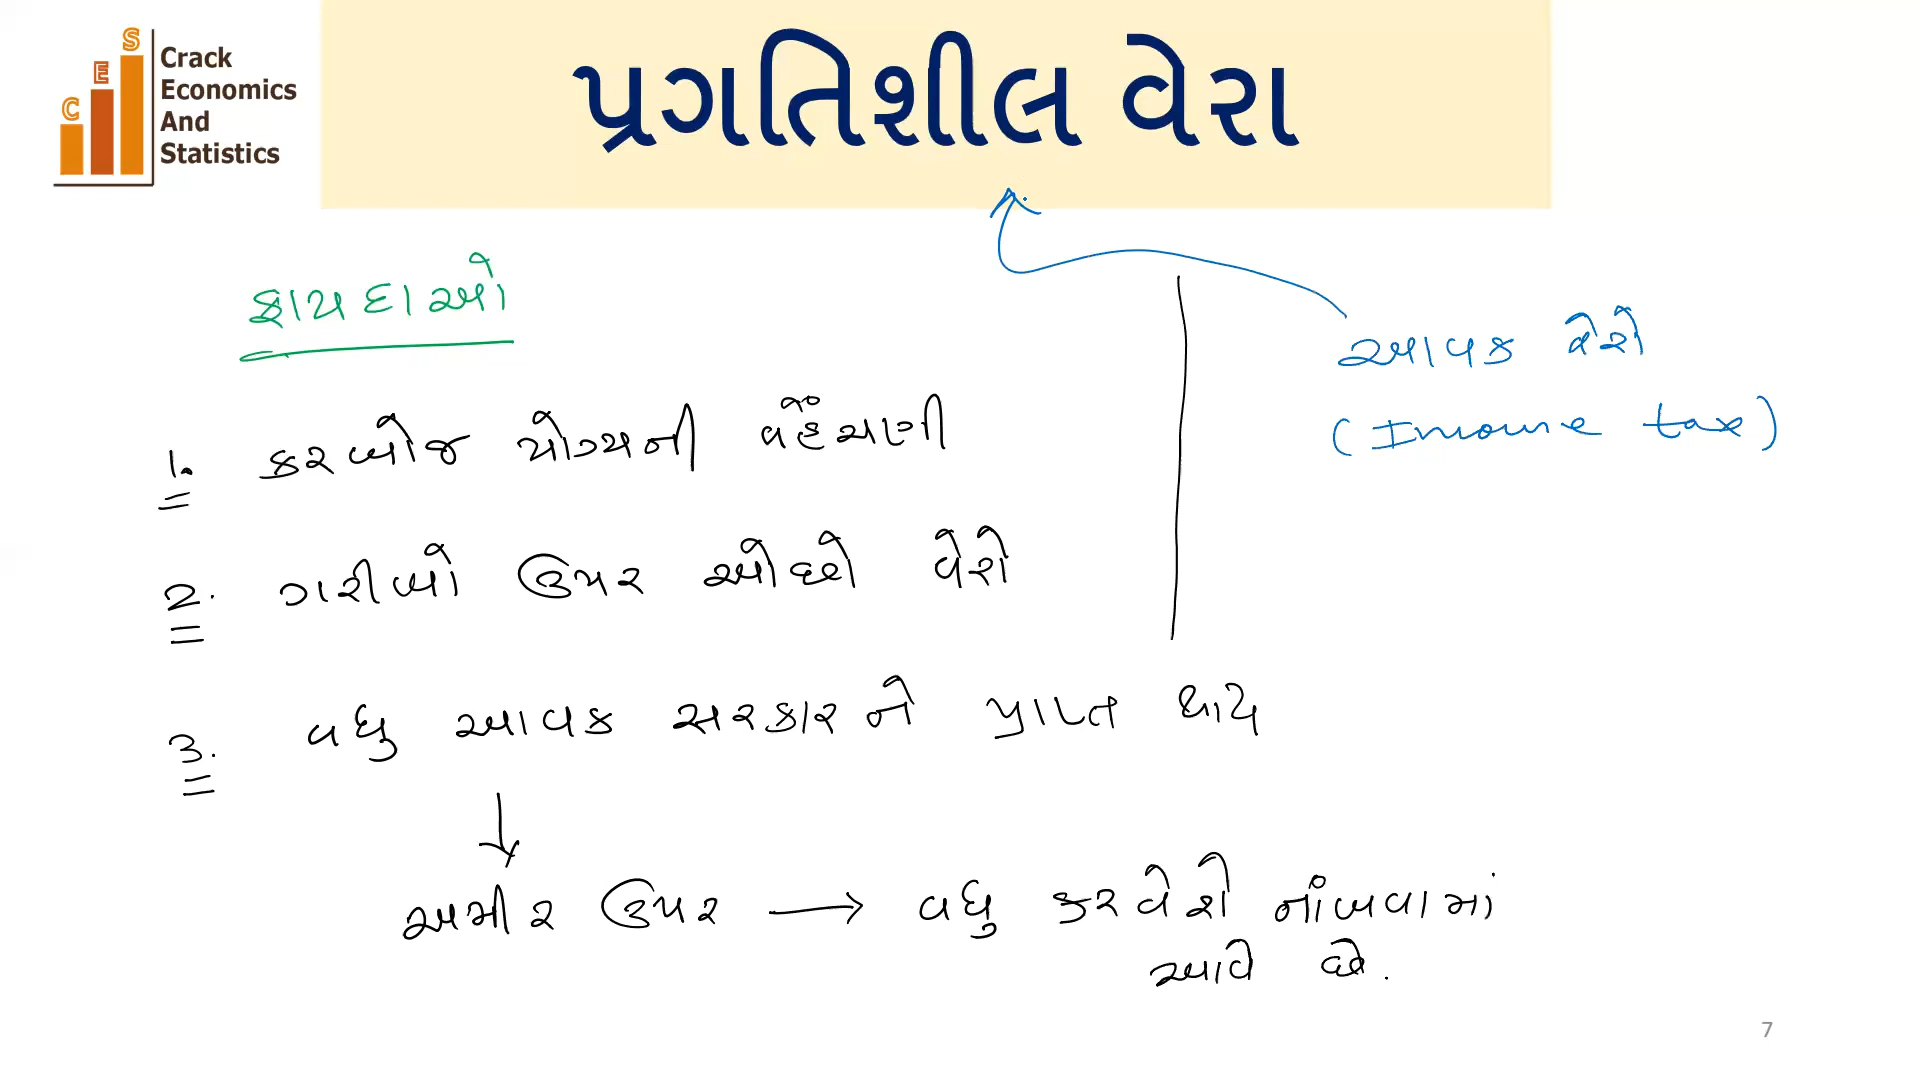 C E S
Crack
Economics
And
Statistics
પ્રગતિશીલ વેરા
ફાયદાઓ
આવક વેરો
(Income tax)
1. કરબોજ યોગ્યની વહેંચણી
2. ગરીબો ઉપર ઓછો વેરો
3. વધુ આવક સરકારને પ્રાપ્ત થાય
↓
અમીર ઉપર → વધુ કરવેરો નાંખવામાં
આવે છે.
7